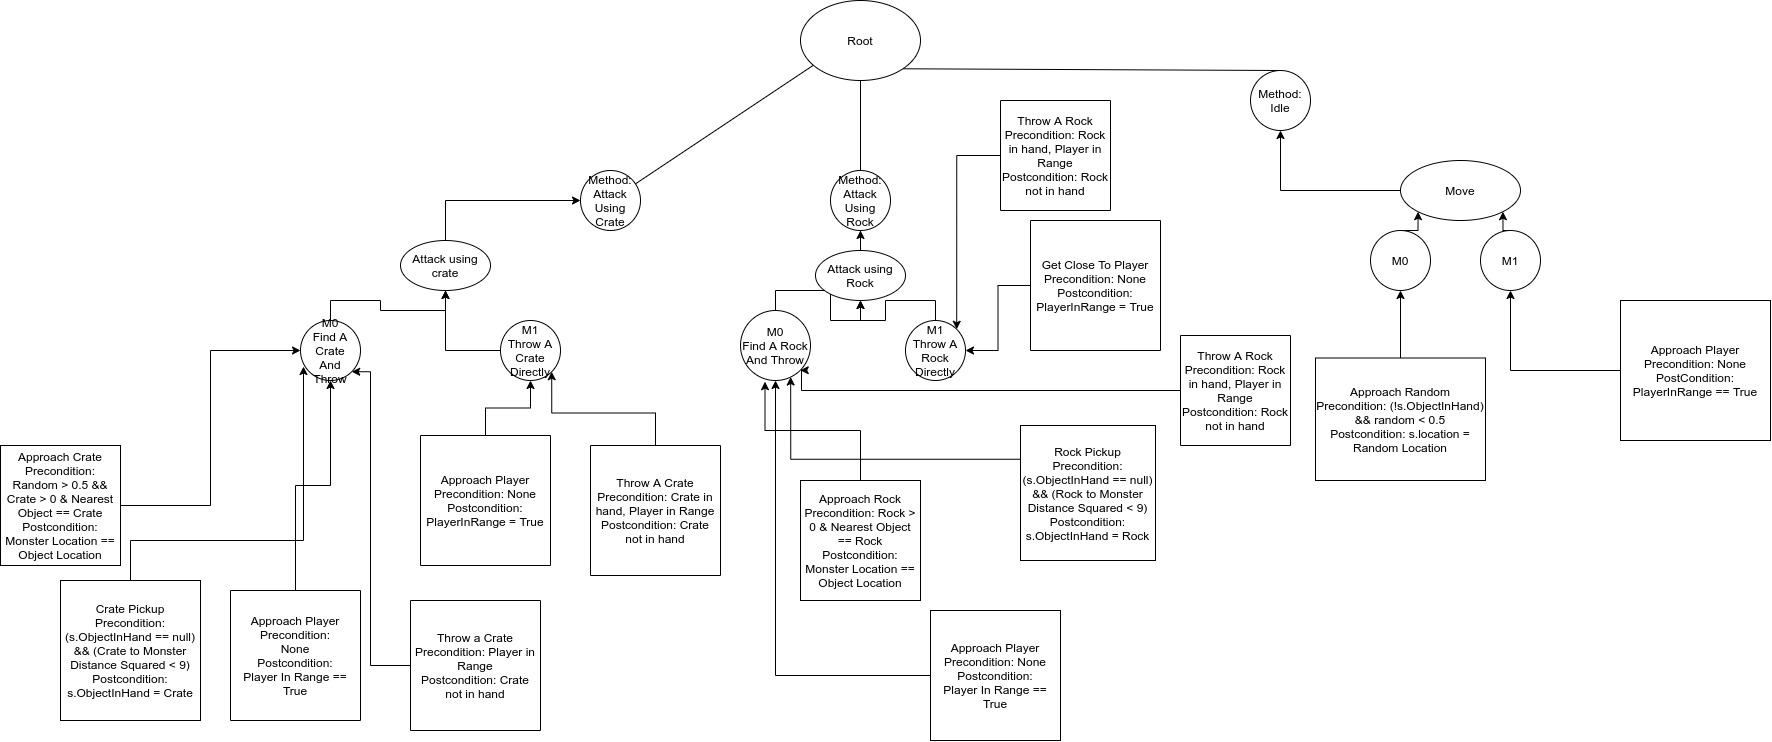 Root
Method:
Idle
Throw A Rock
Precondition: Rock
in hand, Player in
Range
Postcondition: Rock
not in hand
Method:
Attack
Using
Crate
Method:
Attack
Using
Rock
Move
Attack using
crate
Attack using
Rock
Get Close To Player
Precondition: None
Postcondition:
PlayerInRange = True
M0
M1
M0
Find A
Crate
And
Throw
M1
Throw A
Crate
Directly
M0
Find A Rock
And Throw
M1
Throw A
Rock
Directly
Throw A Rock
Precondition: Rock
in hand, Player in
Range
Postcondition: Rock
not in hand
Approach Random
Precondition: (!s.ObjectInHand)
&& random < 0.5
Postcondition: s.location =
Random Location
Approach Player
Precondition: None
PostCondition:
PlayerInRange == True
Approach Crate
Precondition:
Random > 0.5 &&
Crate > 0 & Nearest
Object == Crate
Postcondition:
Monster Location ==
Object Location
Approach Player
Precondition: None
Postcondition:
PlayerInRange = True
Throw A Crate
Precondition: Crate in
hand, Player in Range
Postcondition: Crate
not in hand
Approach Rock
Precondition: Rock >
0 & Nearest Object
== Rock
Postcondition:
Monster Location ==
Object Location
Rock Pickup
Precondition:
(s.ObjectInHand == null)
&& (Rock to Monster
Distance Squared < 9)
Postcondition:
s.ObjectInHand = Rock
Crate Pickup
Precondition:
(s.ObjectInHand == null)
&& (Crate to Monster
Distance Squared < 9)
Postcondition:
s.ObjectInHand = Crate
Approach Player
Precondition:
None
Postcondition:
Player In Range ==
True
Throw a Crate
Precondition: Player in
Range
Postcondition: Crate
not in hand
Approach Player
Precondition: None
Postcondition:
Player In Range ==
True